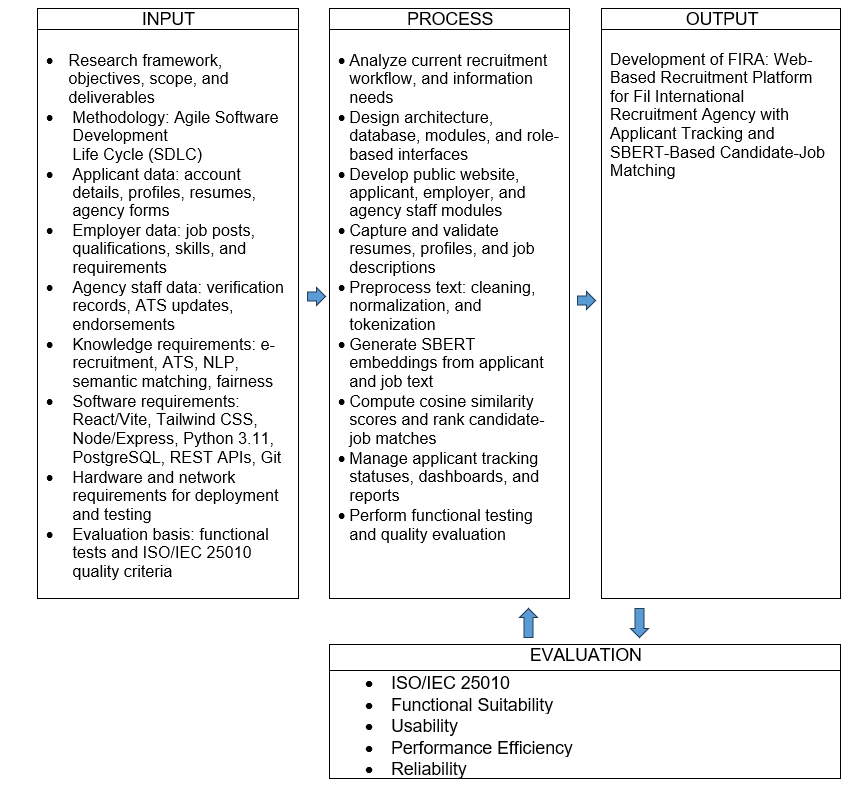 INPUT
• Research framework,
objectives, scope, and
deliverables
• Methodology: Agile Software
Development
Life Cycle (SDLC)
• Applicant data: account
details, profiles, resumes,
agency forms
• Employer data: job posts,
qualifications, skills, and
requirements
• Agency staff data: verification
records, ATS updates,
endorsements
• Knowledge requirements: e-
recruitment, ATS, NLP,
semantic matching, fairness
• Software requirements:
React/Vite, Tailwind CSS,
Node/Express, Python 3.11,
PostgreSQL, REST APIs, Git
• Hardware and network
requirements for deployment
and testing
• Evaluation basis: functional
tests and ISO/IEC 25010
quality criteria
PROCESS
• Analyze current recruitment
workflow, and information
needs
• Design architecture,
database, modules, and role-
based interfaces
• Develop public website,
applicant, employer, and
agency staff modules
• Capture and validate
resumes, profiles, and job
descriptions
• Preprocess text: cleaning,
normalization, and
tokenization
• Generate SBERT
embeddings from applicant
and job text
• Compute cosine similarity
scores and rank candidate-
job matches
• Manage applicant tracking
statuses, dashboards, and
reports
• Perform functional testing
and quality evaluation
OUTPUT
Development of FIRA: Web-
Based Recruitment Platform
for Fil International
Recruitment Agency with
Applicant Tracking and
SBERT-Based Candidate-Job
Matching
EVALUATION
• ISO/IEC 25010
• Functional Suitability
• Usability
• Performance Efficiency
• Reliability